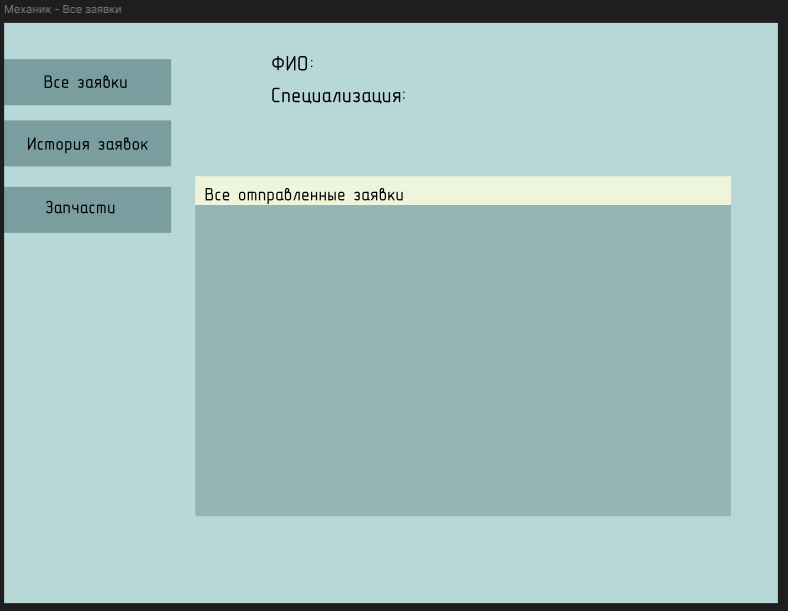 Механик - Все заявки
ФИО:
Специализация:
Все заявки
История заявок
Запчасти
Все отправленные заявки